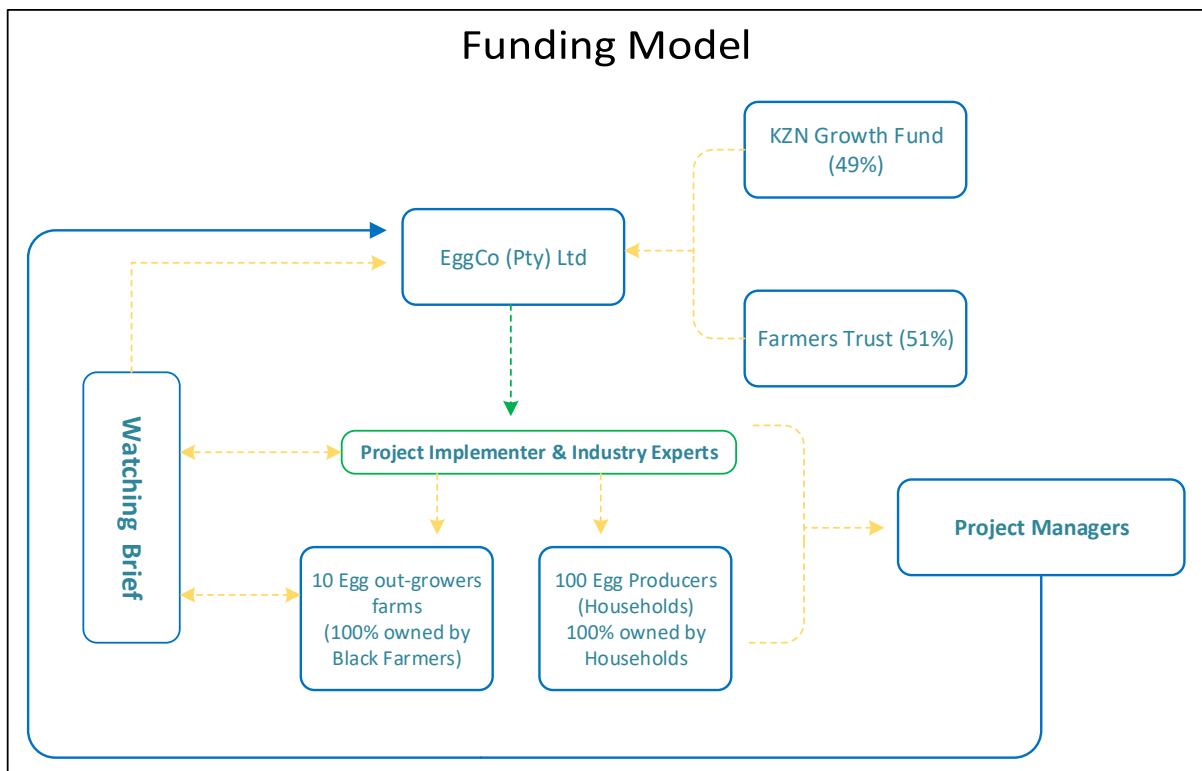 Funding Model
KZN Growth Fund
(49%)
EggCo (Pty) Ltd
Farmers Trust (51%)
Watching Brief
Project Implementer & Industry Experts
Project Managers
10 Egg out-growers
farms
(100% owned by
Black Farmers)
100 Egg Producers
(Households)
100% owned by
Households